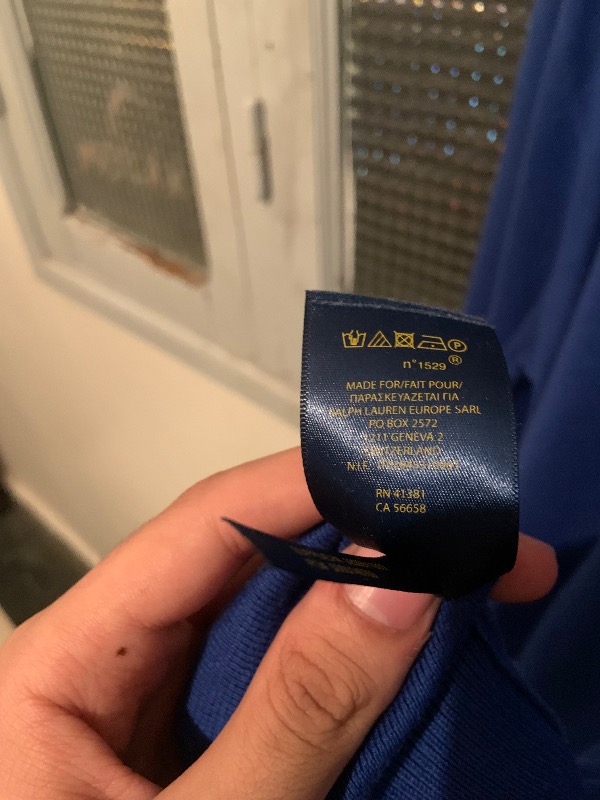 P
n°1529 ®
MADE FOR/FAIT POUR/
ΠΑΡΑΣΚΕΥΑΖΕΤΑΙ ΓΙΑ
RALPH LAUREN EUROPE SARL
PO BOX 2572
1211 GENEVA 2
SWITZERLAND
N.I.F.
RN 41381
CA 56658